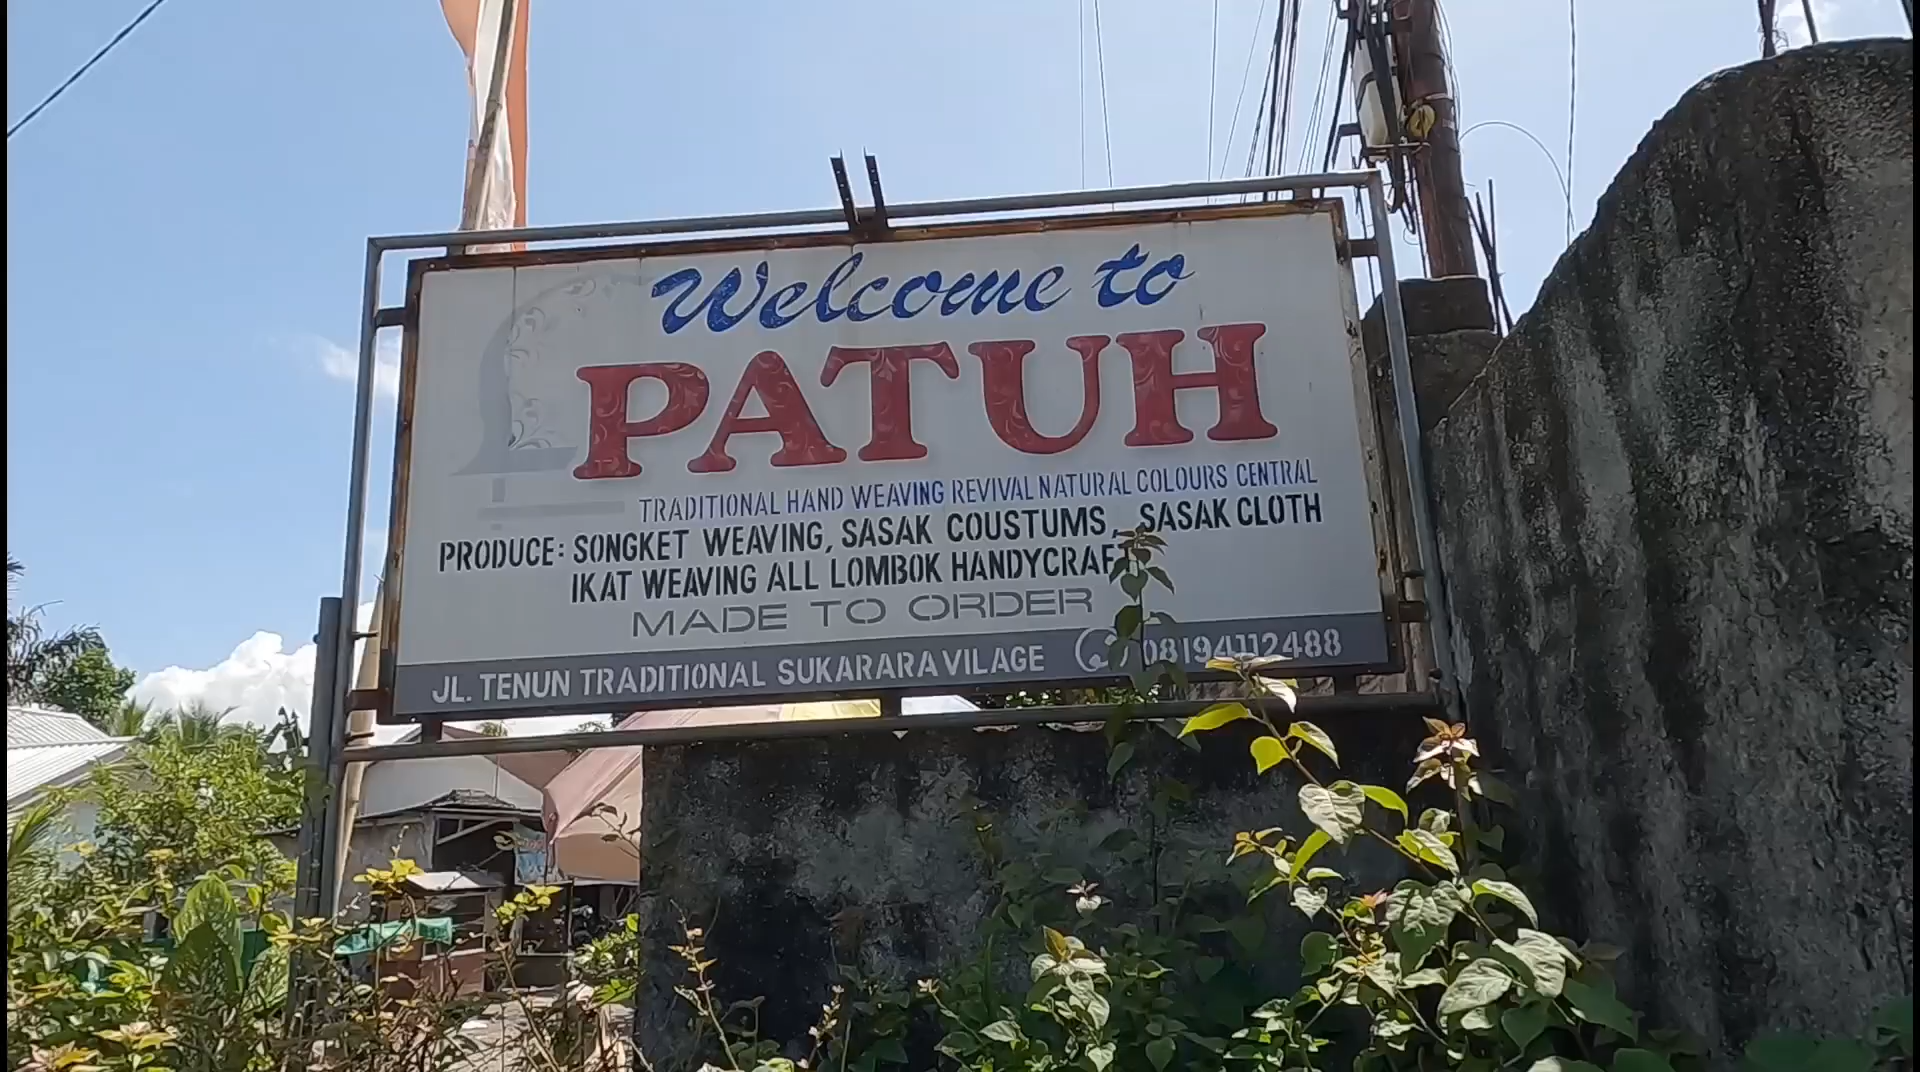 Welcome to
PATUH
TRADITIONAL HAND WEAVING REVIVAL NATURAL COLOURS CENTRAL
PRODUCE: SONGKET WEAVING, SASAK COUSTUMS, SASAK CLOTH
IKAT WEAVING ALL LOMBOK HANDYCRAFT
MADE TO ORDER
JL. TENUN TRADITIONAL SUKARARA VILAGE 08194112488